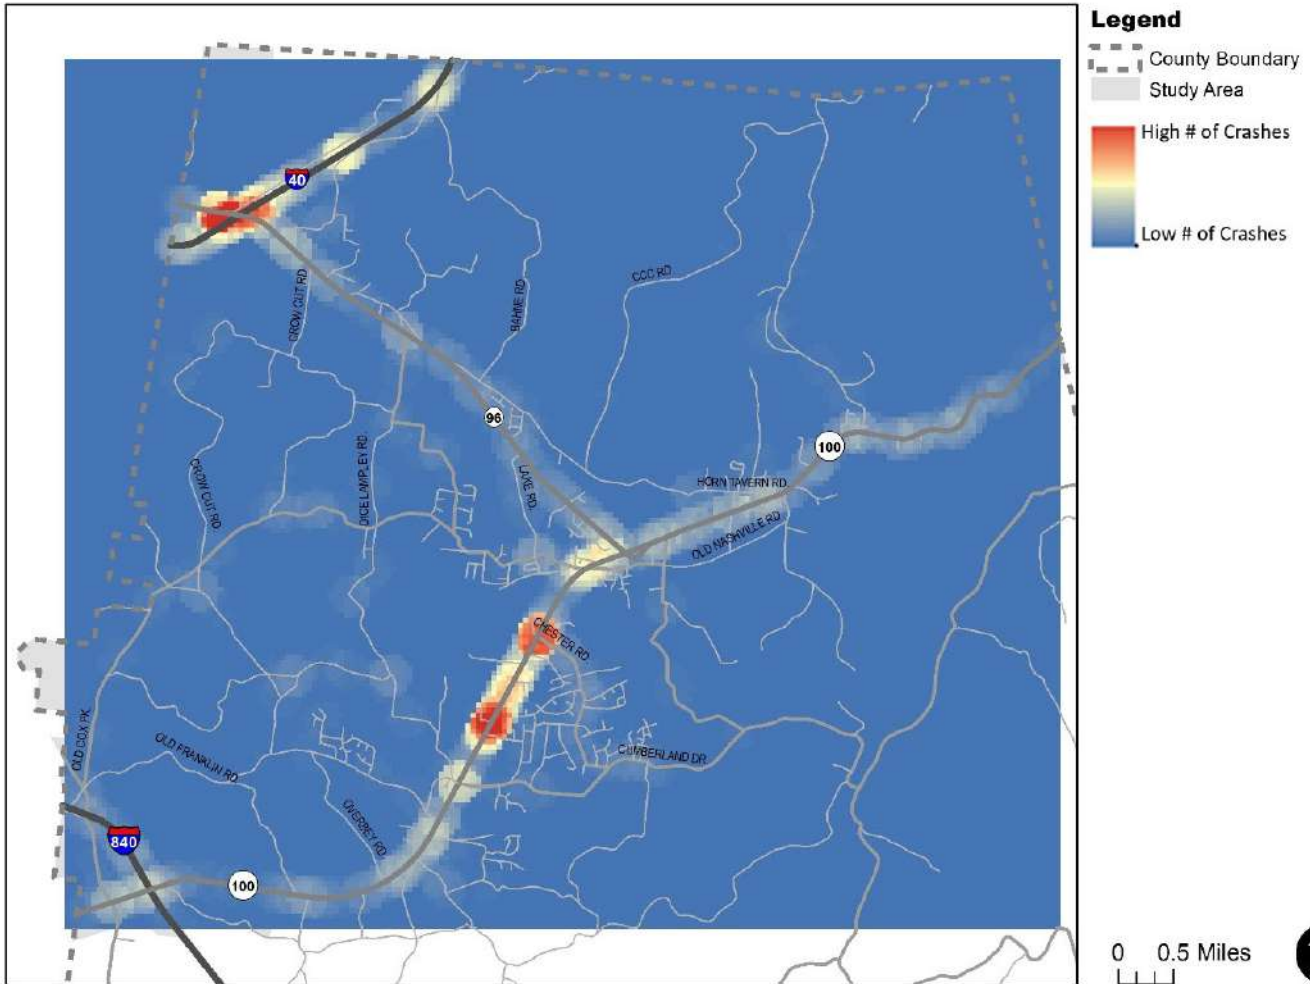 Legend
County Boundary
Study Area
High # of Crashes
Low # of Crashes
40
CROW CUT RD.
BAHNE RD.
CCC RD
96
100
CROW CUT RD.
DICE LAMPLEY RD.
LAKE RD.
HORN TAVERN RD.
OLD NASHVILLE RD
CHESTER RD
OLD COX PK.
OLD FRANKLIN RD
OVERBEY RD
CUMBERLAND DR
840
100
0 0.5 Miles